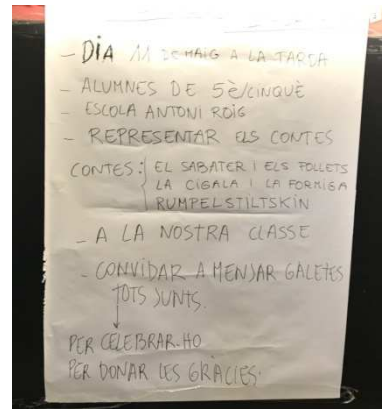 - DIA 11 DE MAIG A LA TARDA
- ALUMNES DE 5è/CINQUÈ
- ESCOLA ANTONI ROIG
- REPRESENTAR ELS CONTES
CONTES: EL SABATER I ELS FOLLETS
LA CIGALA I LA FORMIGA
RUMPELSTILTSKIN
- A LA NOSTRA CLASSE
- CONVIDAR A MENJAR GALETES
TOTS JUNTS.
PER CELEBRAR-HO
PER DONAR LES GRÀCIES.